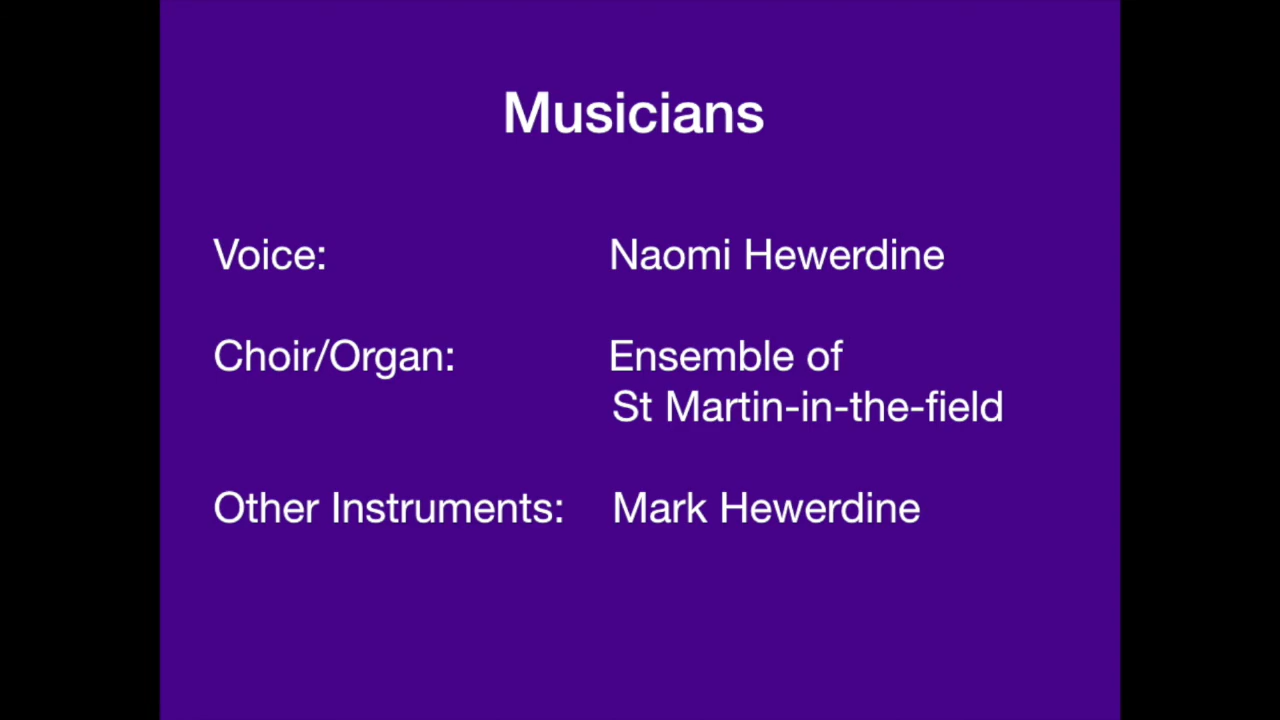 Musicians
Voice: Naomi Hewerdine
Choir/Organ: Ensemble of
St Martin-in-the-field
Other Instruments: Mark Hewerdine